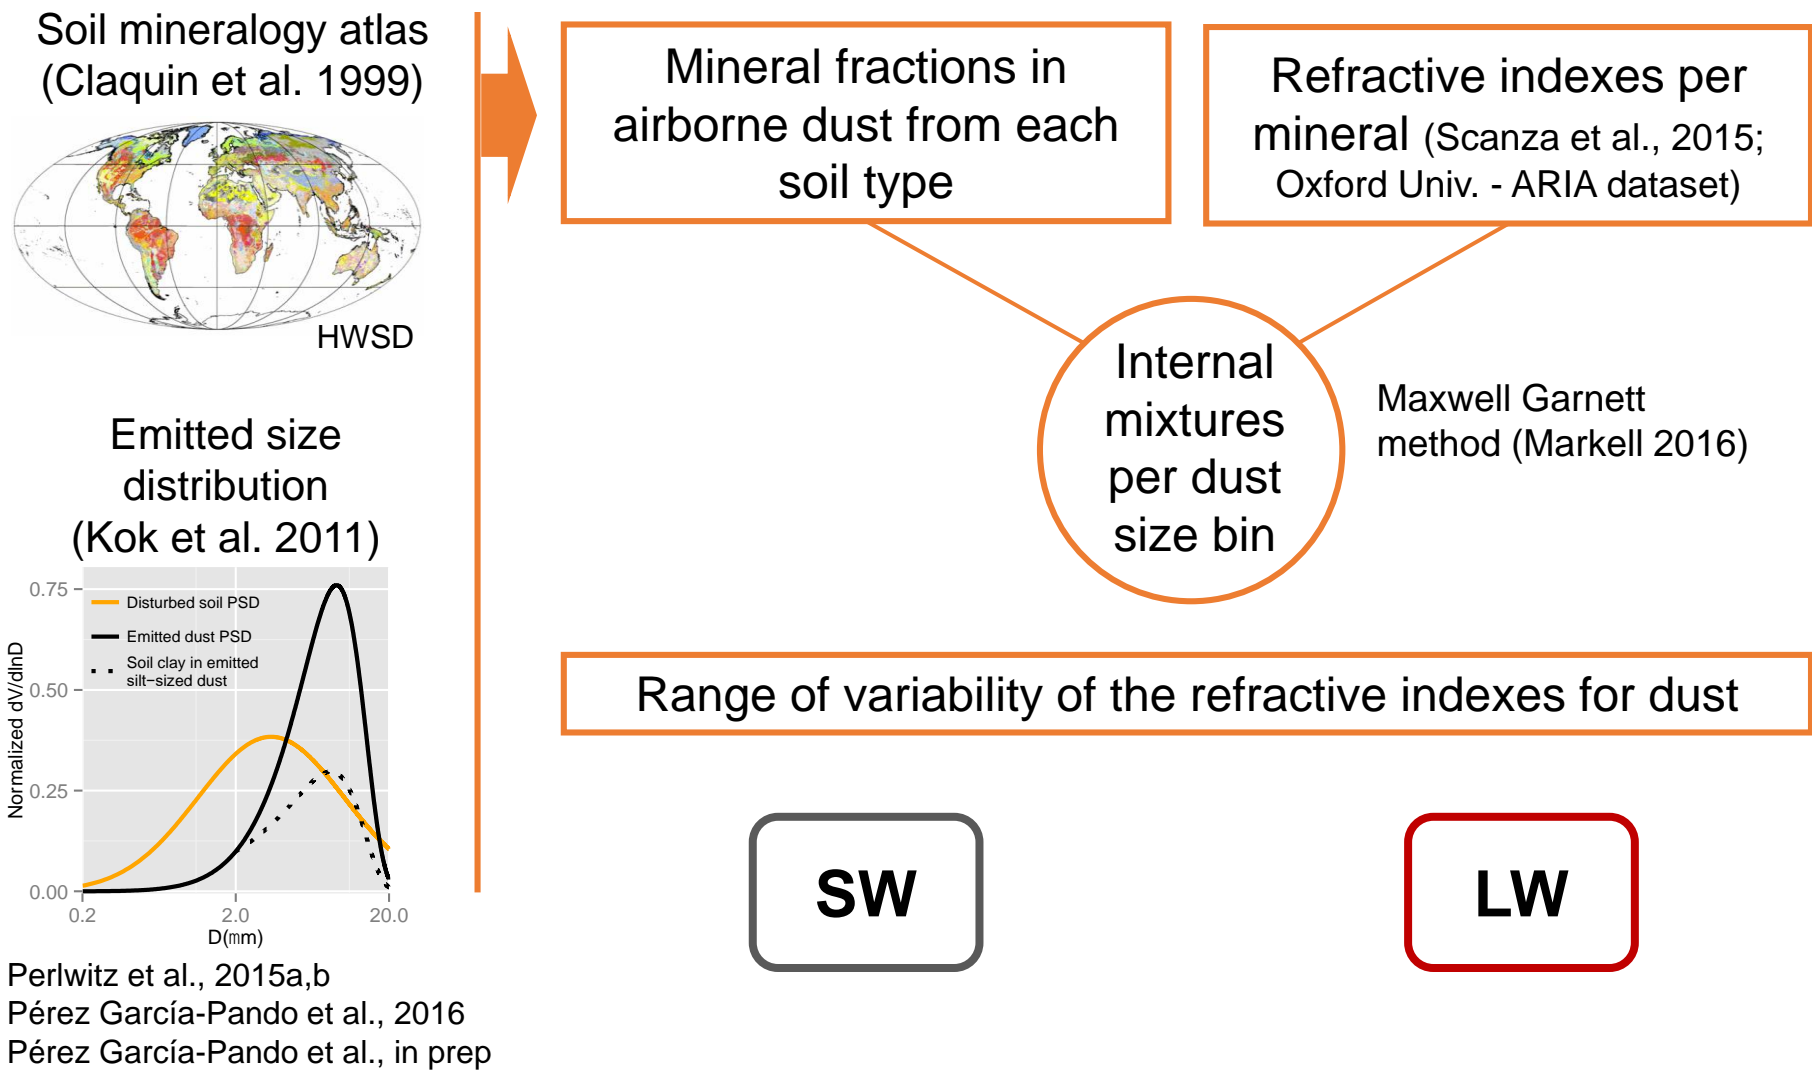 Soil mineralogy atlas
(Claquin et al. 1999)
HWSD
Emitted size
distribution
(Kok et al. 2011)
0.75
0.50
0.25
0.00
Normalized dV/dlnD
Disturbed soil PSD
Emitted dust PSD
Soil clay in emitted
silt−sized dust
0.2
2.0
20.0
D(mm)
Perlwitz et al., 2015a,b
Pérez García-Pando et al., 2016
Pérez García-Pando et al., in prep
Mineral fractions in
airborne dust from each
soil type
Refractive indexes per
mineral (Scanza et al., 2015;
Oxford Univ. - ARIA dataset)
Internal
mixtures
per dust
size bin
Maxwell Garnett
method (Markell 2016)
Range of variability of the refractive indexes for dust
SW
LW